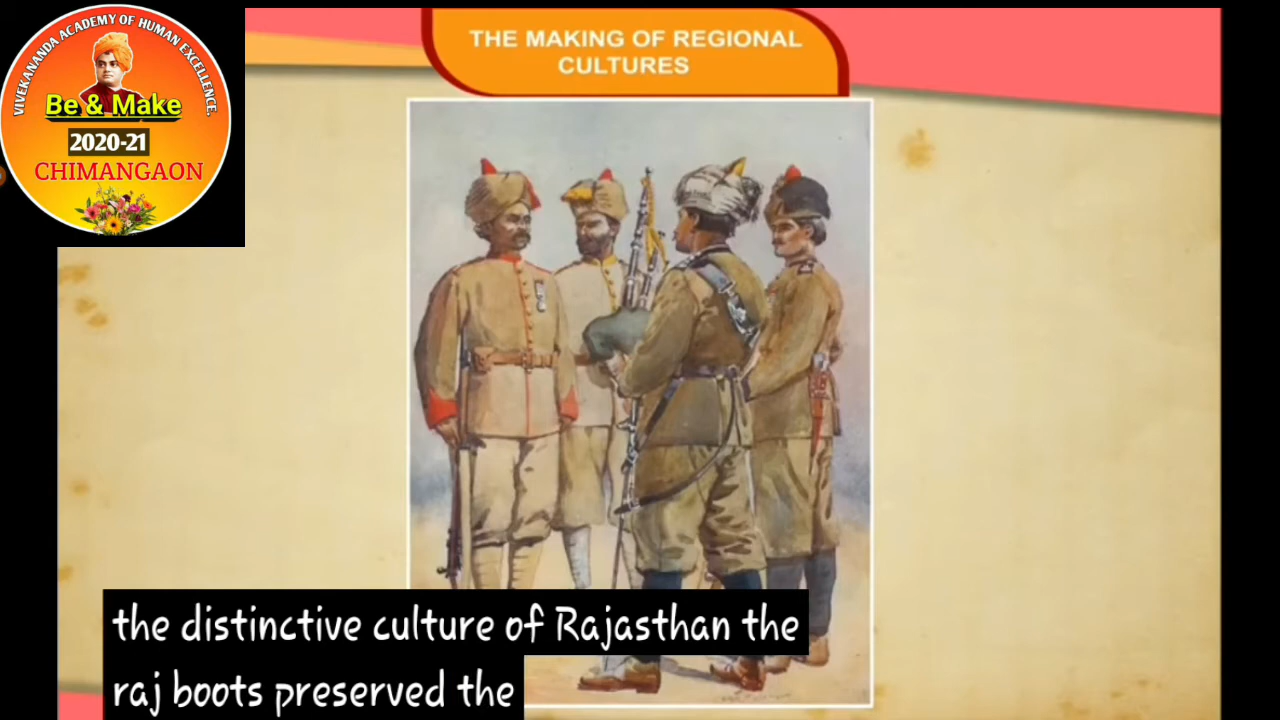 VIVEKANANDA ACADEMY OF HUMAN EXCELLENCE.
Be & Make
2020-21
CHIMANGAON
THE MAKING OF REGIONAL
CULTURES
the distinctive culture of Rajasthan the
raj boots preserved the